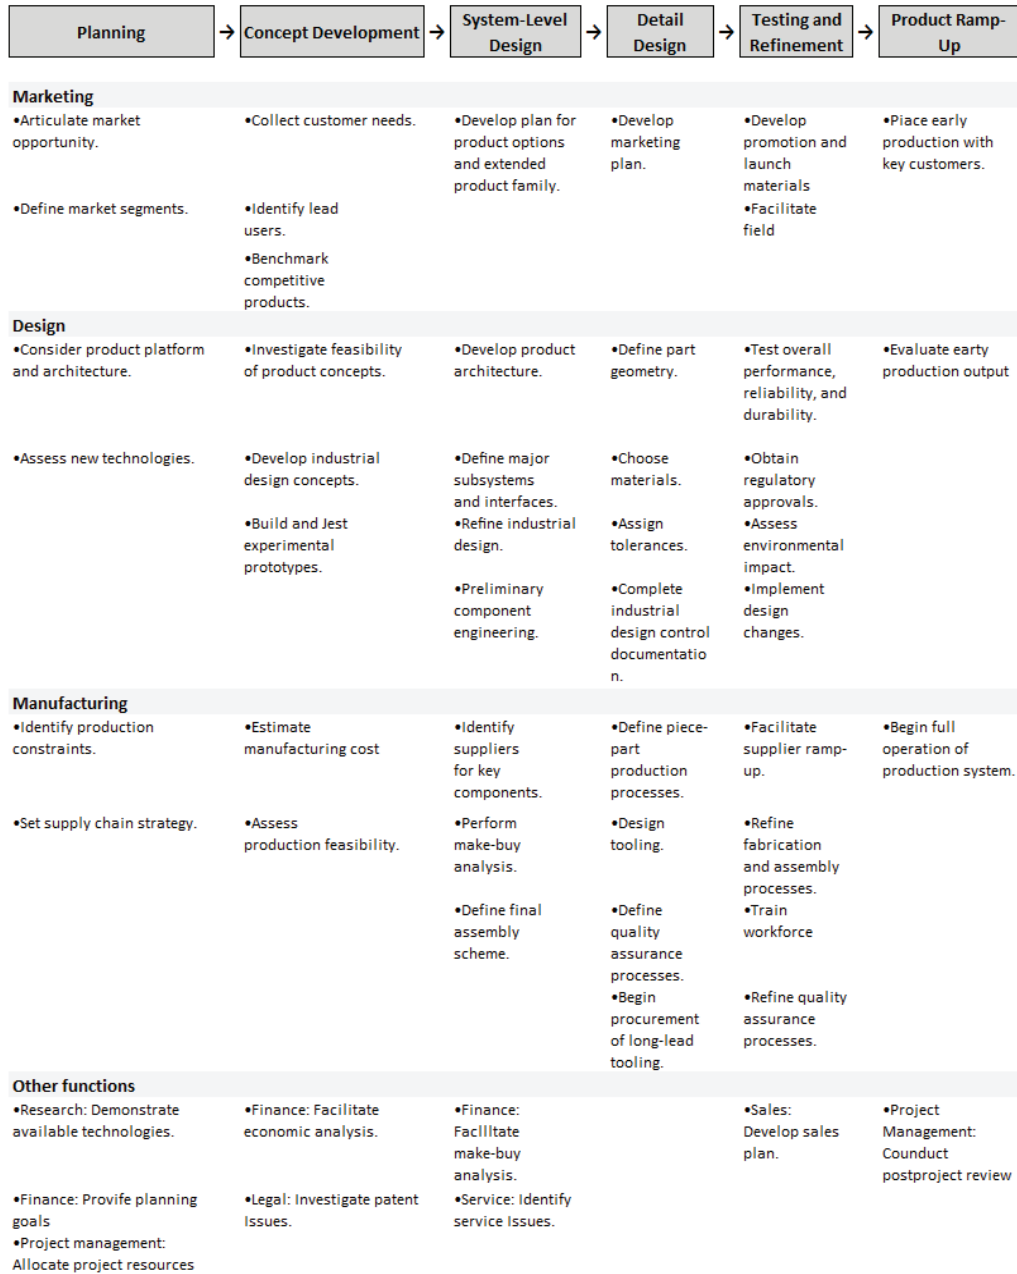 Planning → Concept Development → System-Level Design → Detail Design → Testing and Refinement → Product Ramp-Up
Marketing
•Articulate market
opportunity.
•Collect customer needs.
•Develop plan for
product options
and extended
product family.
•Develop
marketing
plan.
•Develop
promotion and
launch
materials
•Piace early
production with
key customers.
•Define market segments.
•Identify lead
users.
•Facilitate
field
•Benchmark
competitive
products.
Design
•Consider product platform
and architecture.
•Investigate feasibility
of product concepts.
•Develop product
architecture.
•Define part
geometry.
•Test overall
performance,
reliability, and
durability.
•Evaluate earty
production output
•Assess new technologies.
•Develop industrial
design concepts.
•Define major
subsystems
and interfaces.
•Choose
materials.
•Obtain
regulatory
approvals.
•Build and Jest
experimental
prototypes.
•Refine industrial
design.
•Assign
tolerances.
•Assess
environmental
impact.
•Preliminary
component
engineering.
•Complete
industrial
design control
documentatio
n.
•Implement
design
changes.
Manufacturing
•Identify production
constraints.
•Estimate
manufacturing cost
•Identify
suppliers
for key
components.
•Define piece-
part
production
processes.
•Facilitate
supplier ramp-
up.
•Begin full
operation of
production system.
•Set supply chain strategy.
•Assess
production feasibility.
•Perform
make-buy
analysis.
•Design
tooling.
•Refine
fabrication
and assembly
processes.
•Define final
assembly
scheme.
•Define
quality
assurance
processes.
•Train
workforce
•Begin
procurement
of long-lead
tooling.
•Refine quality
assurance
processes.
Other functions
•Research: Demonstrate
available technologies.
•Finance: Facilitate
economic analysis.
•Finance:
FaclIltate
make-buy
analysis.
•Sales:
Develop sales
plan.
•Project
Management:
Counduct
postproject review
•Finance: Provife planning
goals
•Legal: Investigate patent
Issues.
•Service: Identify
service Issues.
•Project management:
Allocate project resources